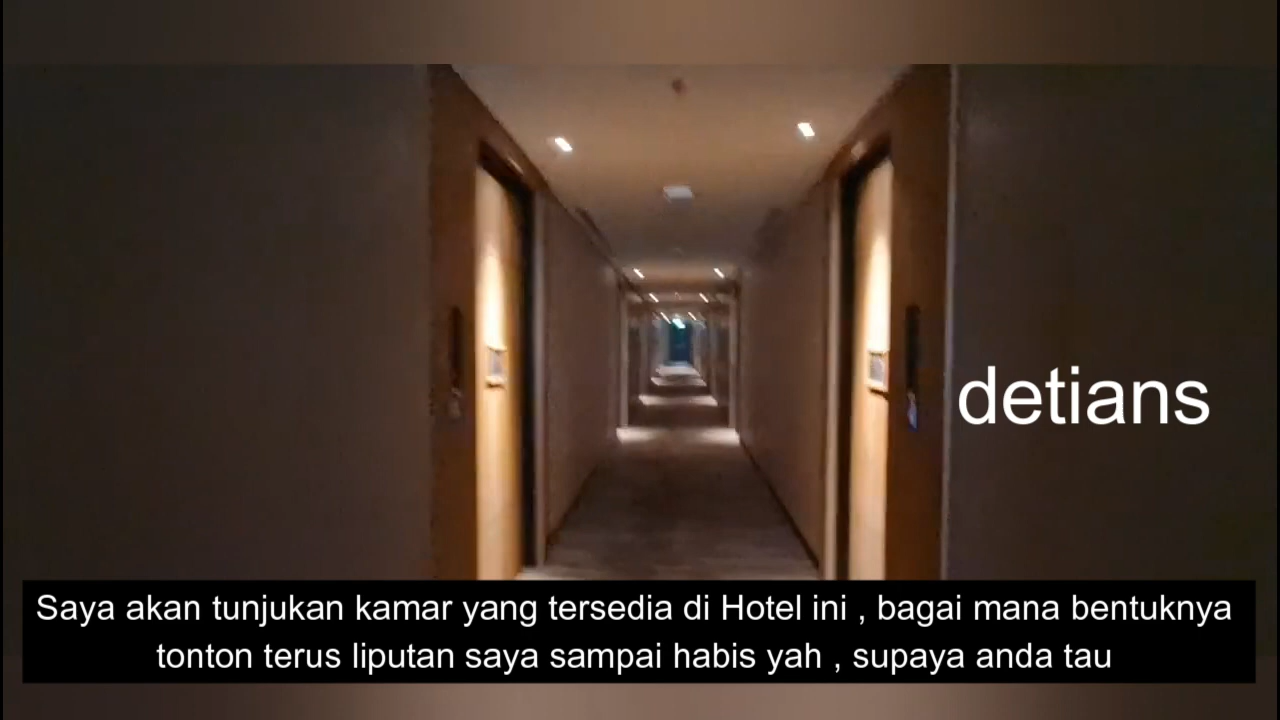 detians
Saya akan tunjukan kamar yang tersedia di Hotel ini , bagai mana bentuknya
tonton terus liputan saya sampai habis yah , supaya anda tau